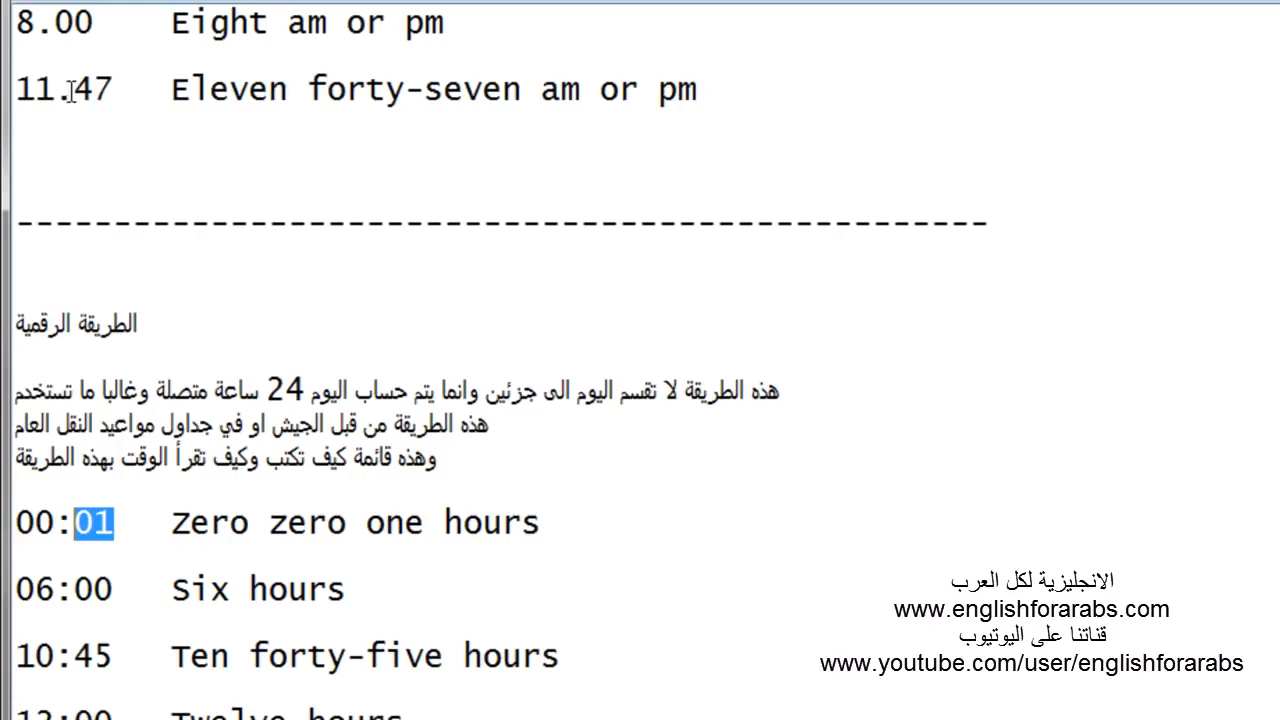 8.00 Eight am or pm
11.47 Eleven forty-seven am or pm
--------------------------------------------------
الطريقة الرقمية
هذه الطريقة لا تقسم اليوم الى جزئين وانما يتم حساب اليوم 24 ساعة متصلة وغالبا ما تستخدم
هذه الطريقة من قبل الجيش او في جداول مواعيد النقل العام
وهذه قائمة كيف تكتب وكيف تقرأ الوقت بهذه الطريقة
00:01 Zero zero one hours
06:00 Six hours
10:45 Ten forty-five hours
الانجليزية لكل العرب
www.englishforarabs.com
قناتنا على اليوتيوب
www.youtube.com/user/englishforarabs